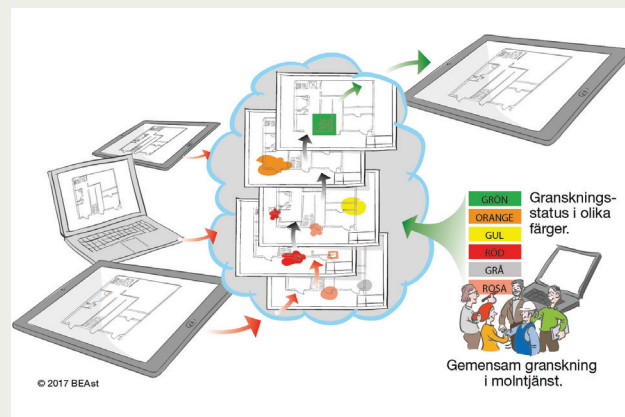 GRÖN
ORANGE
GUL
RÖD
GRÅ
ROSA
Gransknings-
status i olika
färger.
Gemensam granskning
i molntjänst.
© 2017 BEAst